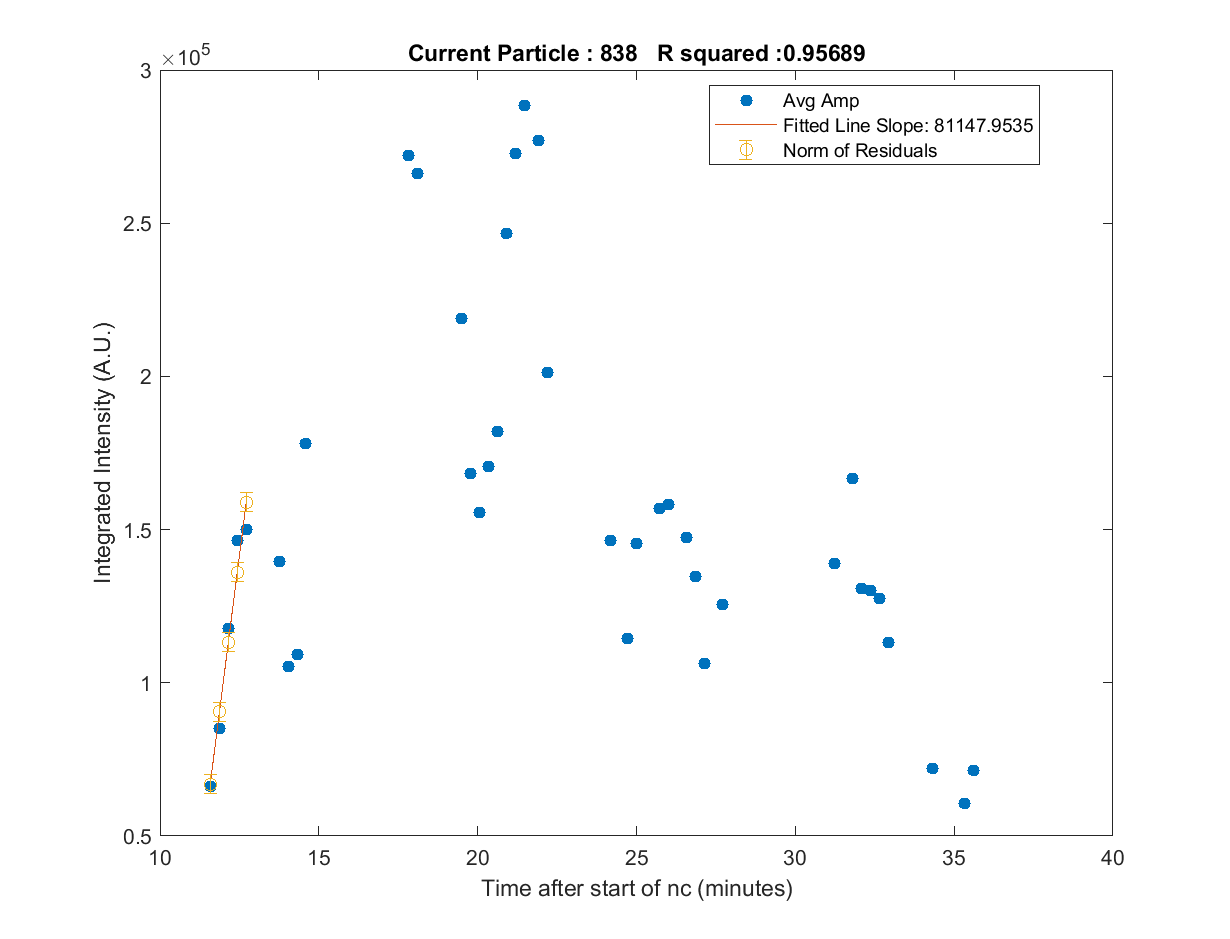 Current Particle : 838 R squared :0.95689
×10^5
3
2.5
2
1.5
1
0.5
10 15 20 25 30 35 40
Integrated Intensity (A.U.)
Time after start of nc (minutes)
Avg Amp
Fitted Line Slope: 81147.9535
Norm of Residuals